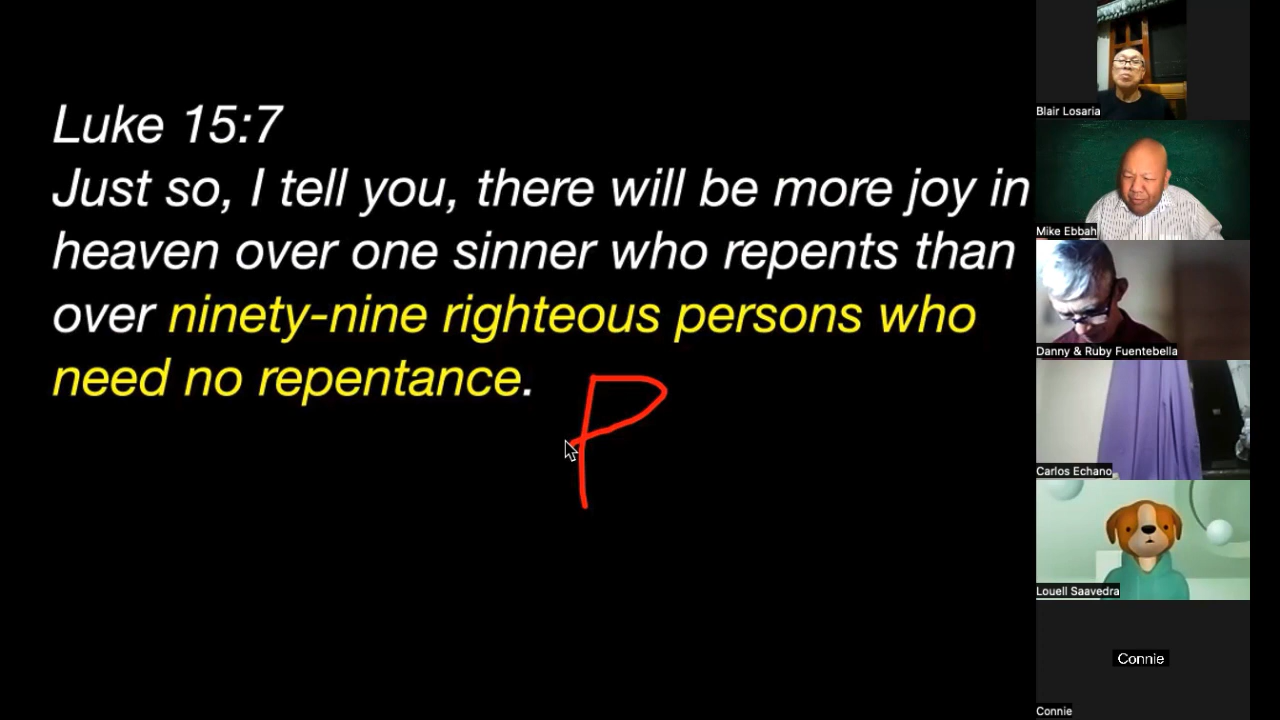 Luke 15:7
Just so, I tell you, there will be more joy in
heaven over one sinner who repents than
over ninety-nine righteous persons who
need no repentance.
P
Blair Losaria
Mike Ebbah
Danny & Ruby Fuentebella
Carlos Echano
Louell Saavedra
Connie
Connie